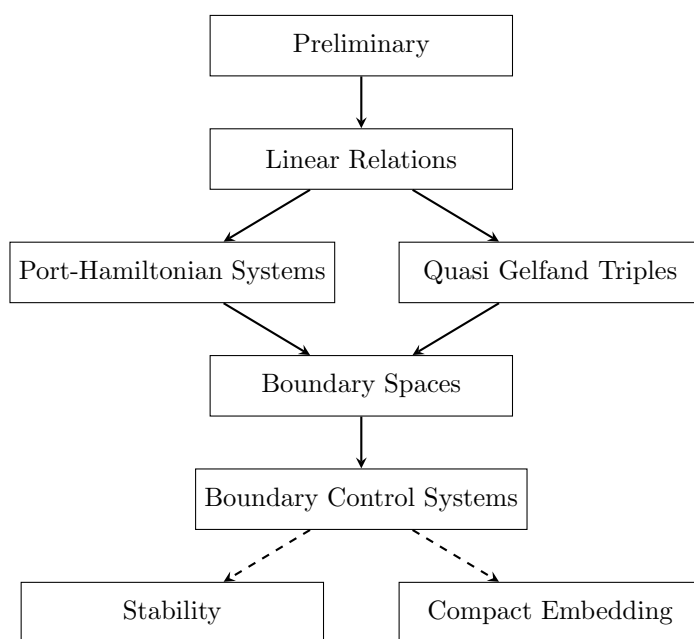 Preliminary
Linear Relations
Port-Hamiltonian Systems
Quasi Gelfand Triples
Boundary Spaces
Boundary Control Systems
Stability
Compact Embedding